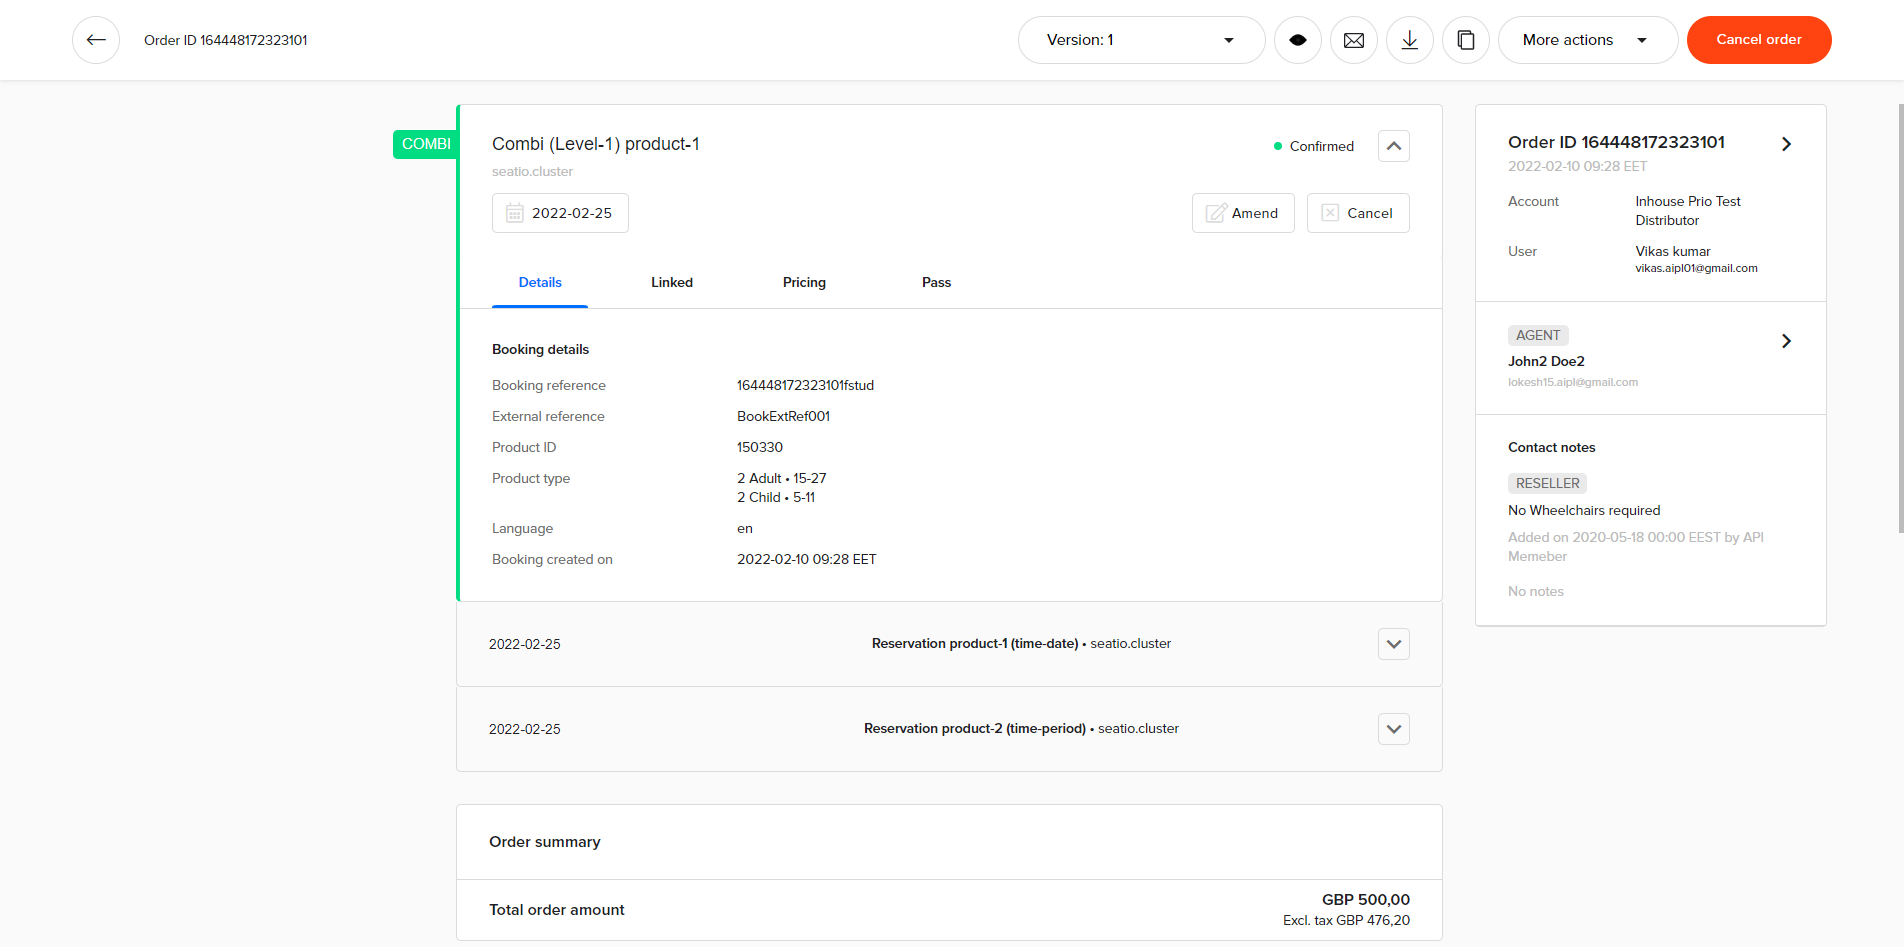 Order ID 164448172323101
Version: 1
More actions
Cancel order
COMBI
Combi (Level-1) product-1
seatio.cluster
Confirmed
2022-02-25
Amend
Cancel
Details
Linked
Pricing
Pass
Booking details
Booking reference 164448172323101fstud
External reference BookExtRef001
Product ID 150330
Product type 2 Adult • 15-27
2 Child • 5-11
Language en
Booking created on 2022-02-10 09:28 EET
2022-02-25 Reservation product-1 (time-date) • seatio.cluster
2022-02-25 Reservation product-2 (time-period) • seatio.cluster
Order summary
Total order amount GBP 500,00
Excl. tax GBP 476,20
Order ID 164448172323101
2022-02-10 09:28 EET
Account Inhouse Prio Test
Distributor
User Vikas kumar
vikas.aipl01@gmail.com
AGENT
John2 Doe2
lokesh15.aipl@gmail.com
Contact notes
RESELLER
No Wheelchairs required
Added on 2020-05-18 00:00 EEST by API
Memeber
No notes